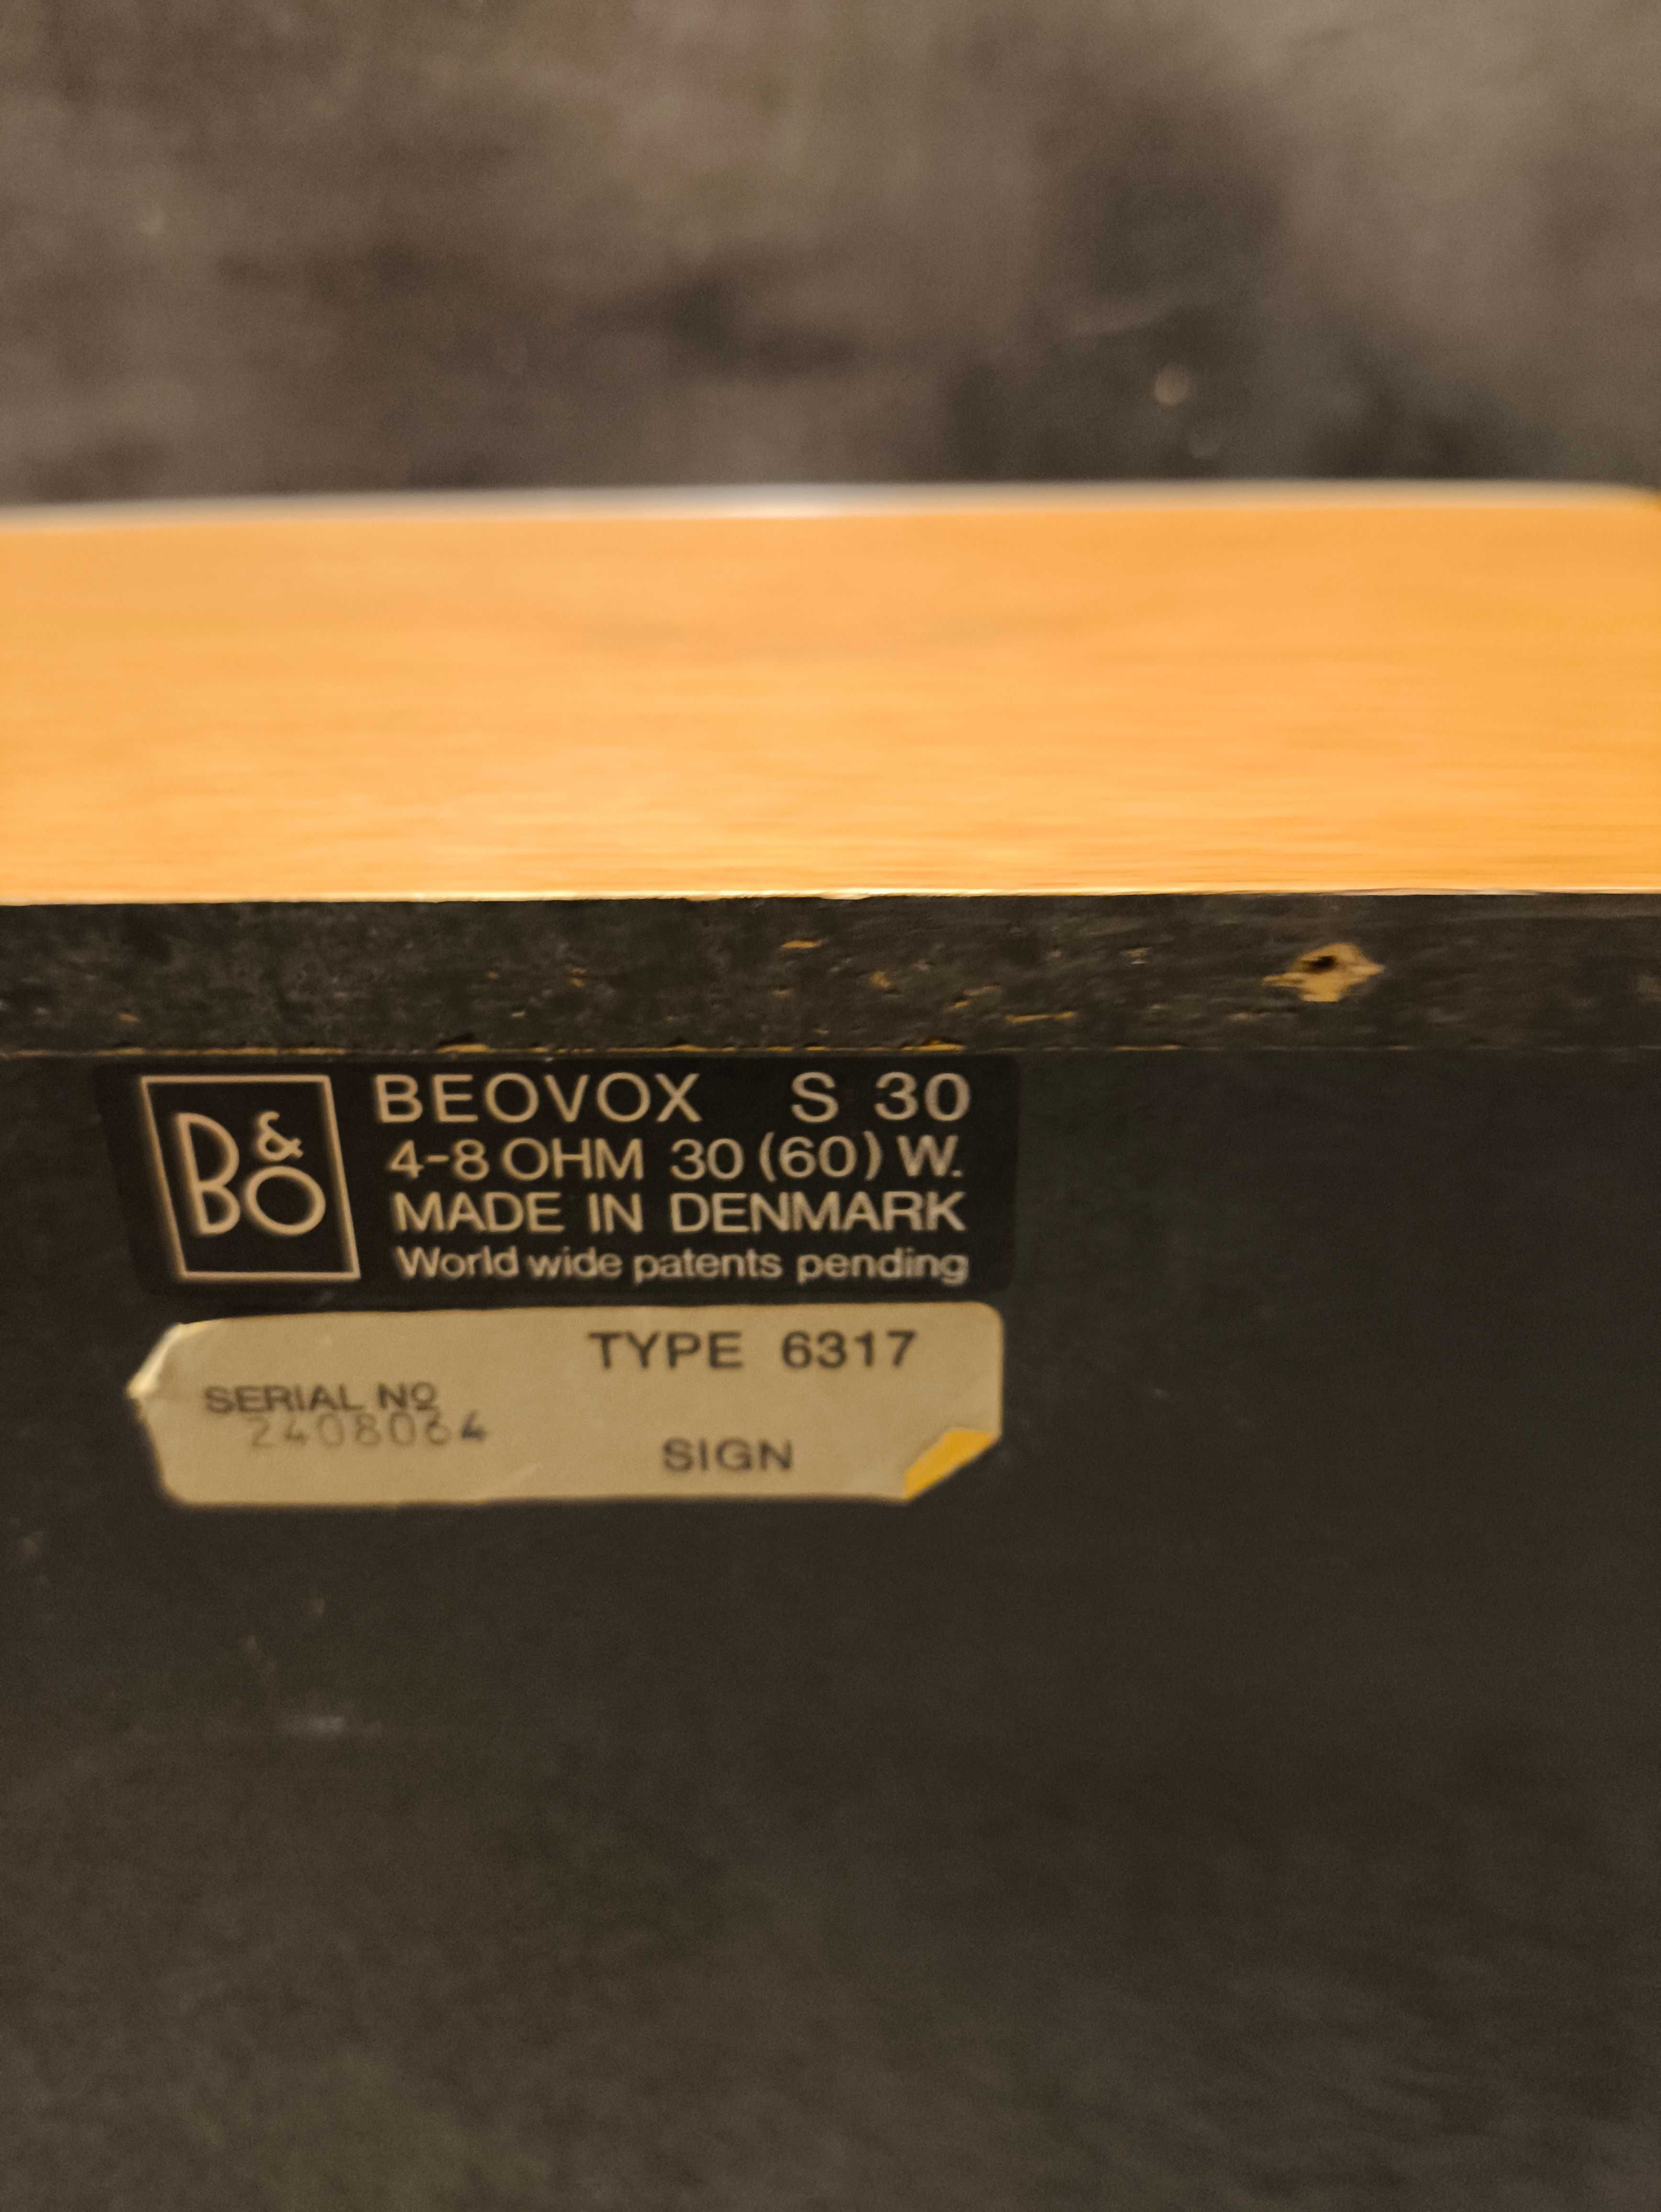 B&O
BEOVOX S 30
4-8 OHM 30 (60) W.
MADE IN DENMARK
World wide patents pending
TYPE 6317
SERIAL Nº
SIGN